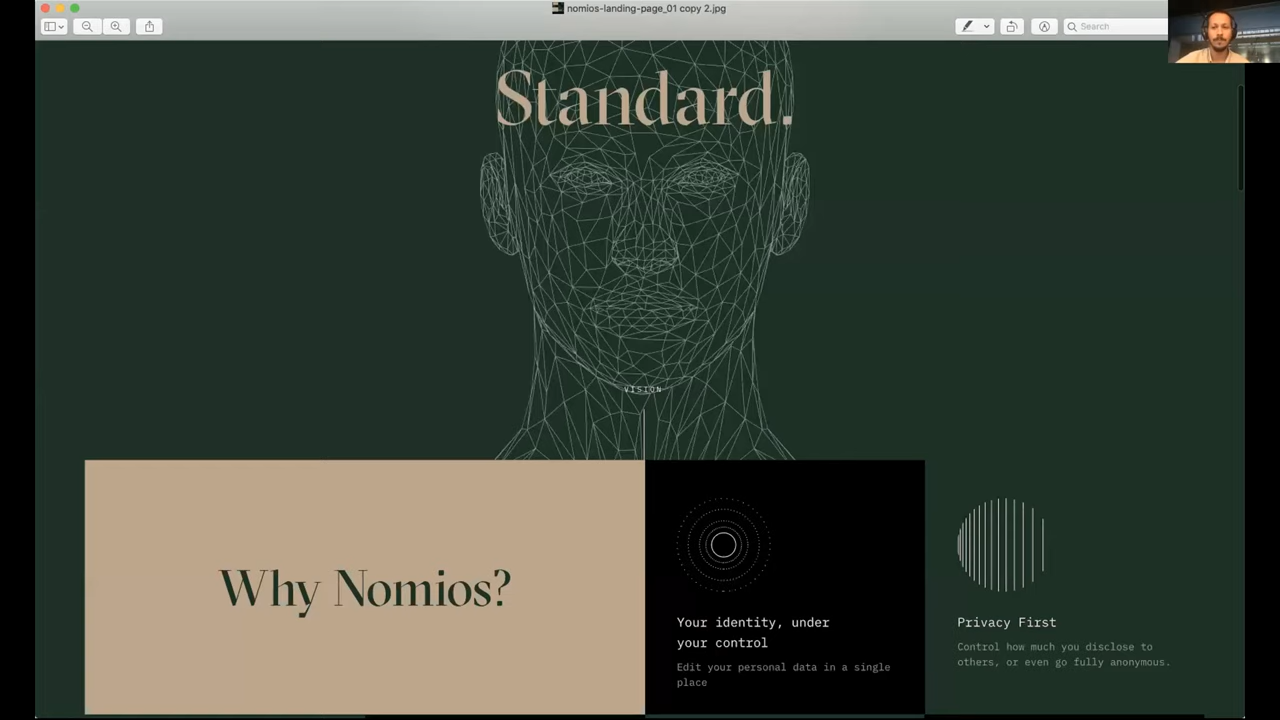 nomios-landing-page_01 copy 2.jpg
Search
Standard.
VISION
Why Nomios?
Your identity, under
your control
Edit your personal data in a single
place
Privacy First
Control how much you disclose to
others, or even go fully anonymous.